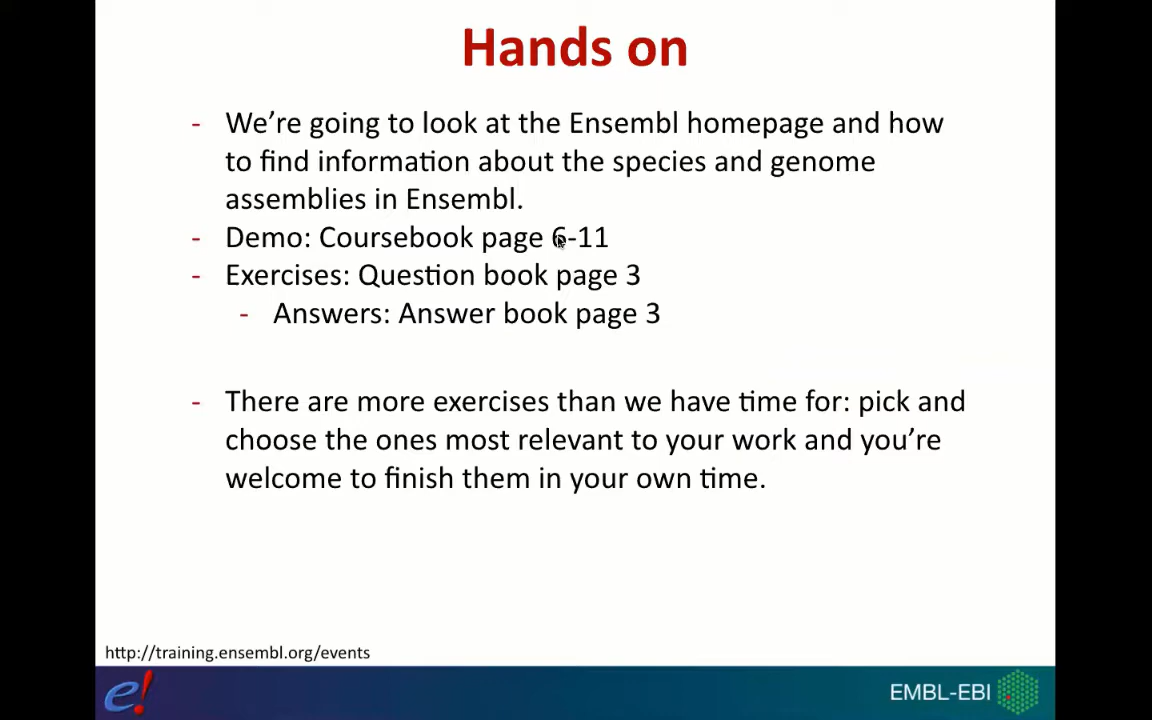 Hands on
- We’re going to look at the Ensembl homepage and how
to find information about the species and genome
assemblies in Ensembl.
- Demo: Coursebook page 6-11
- Exercises: Question book page 3
- Answers: Answer book page 3
- There are more exercises than we have time for: pick and
choose the ones most relevant to your work and you’re
welcome to finish them in your own time.
http://training.ensembl.org/events
e!
EMBL-EBI